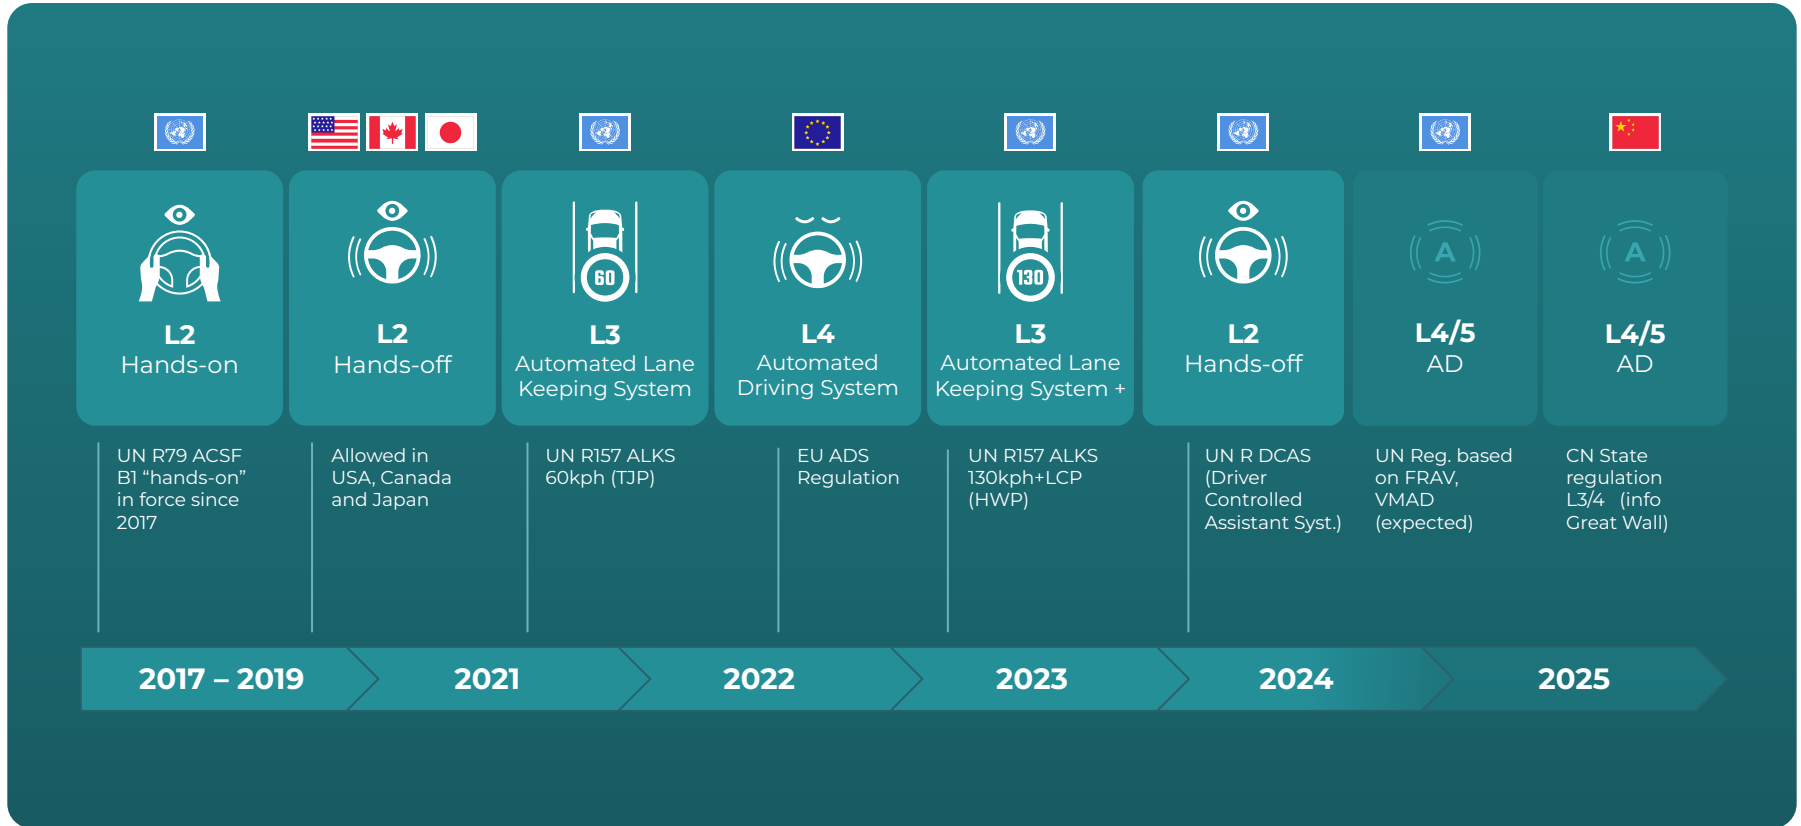 60
130
A
A
L2
Hands-on
L2
Hands-off
L3
Automated Lane
Keeping System
L4
Automated
Driving System
L3
Automated Lane
Keeping System +
L2
Hands-off
L4/5
AD
L4/5
AD
UN R79 ACSF
B1 “hands-on”
in force since
2017
Allowed in
USA, Canada
and Japan
UN R157 ALKS
60kph (TJP)
EU ADS
Regulation
UN R157 ALKS
130kph+LCP
(HWP)
UN R DCAS
(Driver
Controlled
Assistant Syst.)
UN Reg. based
on FRAV,
VMAD
(expected)
CN State
regulation
L3/4 (info
Great Wall)
2017 – 2019
2021
2022
2023
2024
2025